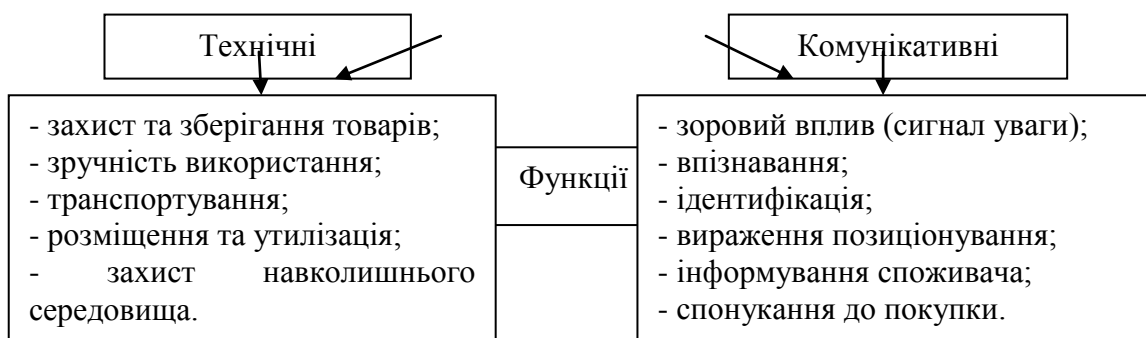 Технічні
Комунікативні
- захист та зберігання товарів;
- зручність використання;
- транспортування;
- розміщення та утилізація;
- захист навколишнього
середовища.
Функції
- зоровий вплив (сигнал уваги);
- впізнавання;
- ідентифікація;
- вираження позиціонування;
- інформування споживача;
- спонукання до покупки.